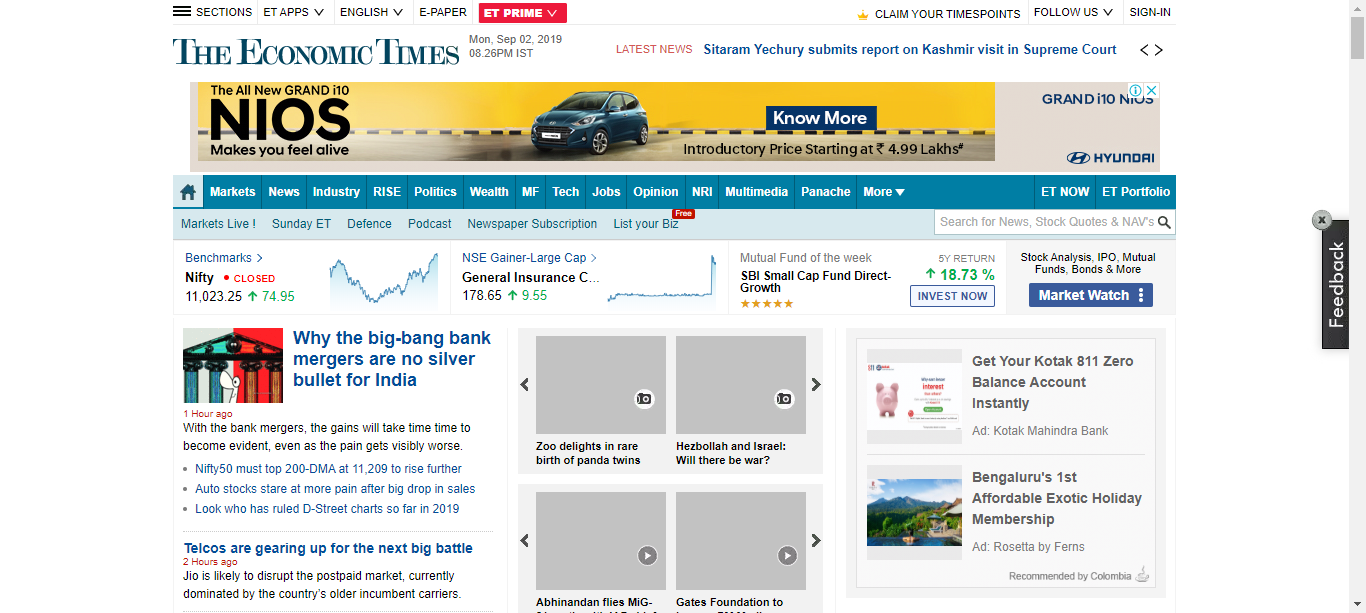 SECTIONS ET APPS ENGLISH E-PAPER ET PRIME CLAIM YOUR TIMESPOINTS FOLLOW US SIGN-IN
THE ECONOMIC TIMES
Mon, Sep 02, 2019
08.26PM IST
LATEST NEWS Sitaram Yechury submits report on Kashmir visit in Supreme Court
The All New GRAND i10
NIOS
Makes you feel alive
Know More
Introductory Price Starting at ₹ 4.99 Lakhs#
GRAND i10 NIOS
HYUNDAI
Markets News Industry RISE Politics Wealth MF Tech Jobs Opinion NRI Multimedia Panache More ET NOW ET Portfolio
Markets Live ! Sunday ET Defence Podcast Newspaper Subscription List your Biz Free
Search for News, Stock Quotes & NAV's
x
Feedback
Benchmarks
Nifty CLOSED
11,023.25 74.95
NSE Gainer-Large Cap
General Insurance C...
178.65 9.55
Mutual Fund of the week
SBI Small Cap Fund Direct-
Growth
5Y RETURN
18.73 %
INVEST NOW
Stock Analysis, IPO, Mutual
Funds, Bonds & More
Market Watch
Why the big-bang bank
mergers are no silver
bullet for India
1 Hour ago
With the bank mergers, the gains will take time time to
become evident, even as the pain gets visibly worse.
Nifty50 must top 200-DMA at 11,209 to rise further
Auto stocks stare at more pain after big drop in sales
Look who has ruled D-Street charts so far in 2019
Telcos are gearing up for the next big battle
2 Hours ago
Jio is likely to disrupt the postpaid market, currently
dominated by the country's older incumbent carriers.
Zoo delights in rare
birth of panda twins
Hezbollah and Israel:
Will there be war?
Abhinandan flies MiG-
Gates Foundation to
Get Your Kotak 811 Zero
Balance Account
Instantly
Ad: Kotak Mahindra Bank
Bengaluru's 1st
Affordable Exotic Holiday
Membership
Ad: Rosetta by Ferns
Recommended by Colombia